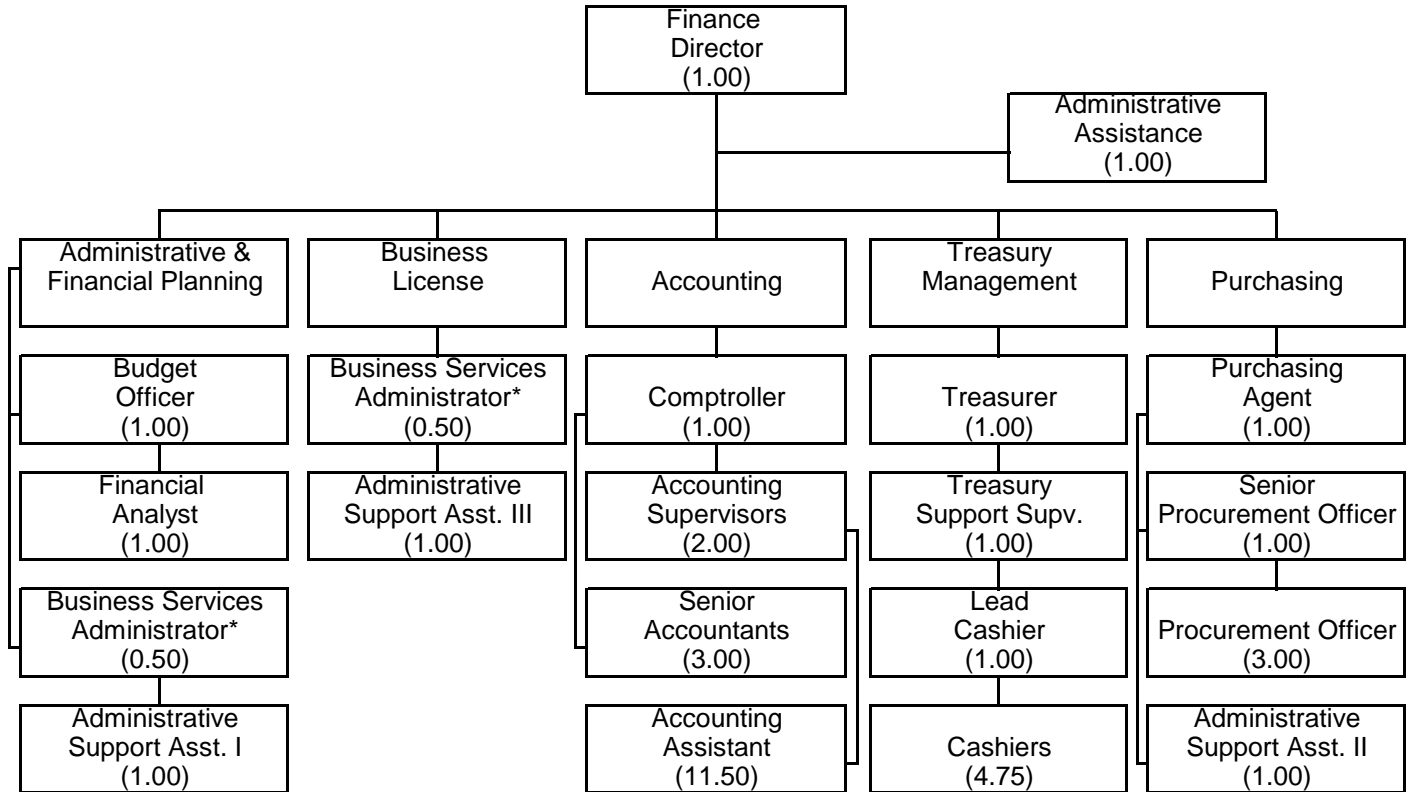 Finance
Director
(1.00)
Administrative
Assistance
(1.00)
Administrative &
Financial Planning
Business
License
Accounting
Treasury
Management
Purchasing
Budget
Officer
(1.00)
Business Services
Administrator*
(0.50)
Comptroller
(1.00)
Treasurer
(1.00)
Purchasing
Agent
(1.00)
Financial
Analyst
(1.00)
Administrative
Support Asst. III
(1.00)
Accounting
Supervisors
(2.00)
Treasury
Support Supv.
(1.00)
Senior
Procurement Officer
(1.00)
Business Services
Administrator*
(0.50)
Senior
Accountants
(3.00)
Lead
Cashier
(1.00)
Procurement Officer
(3.00)
Administrative
Support Asst. I
(1.00)
Accounting
Assistant
(11.50)
Cashiers
(4.75)
Administrative
Support Asst. II
(1.00)